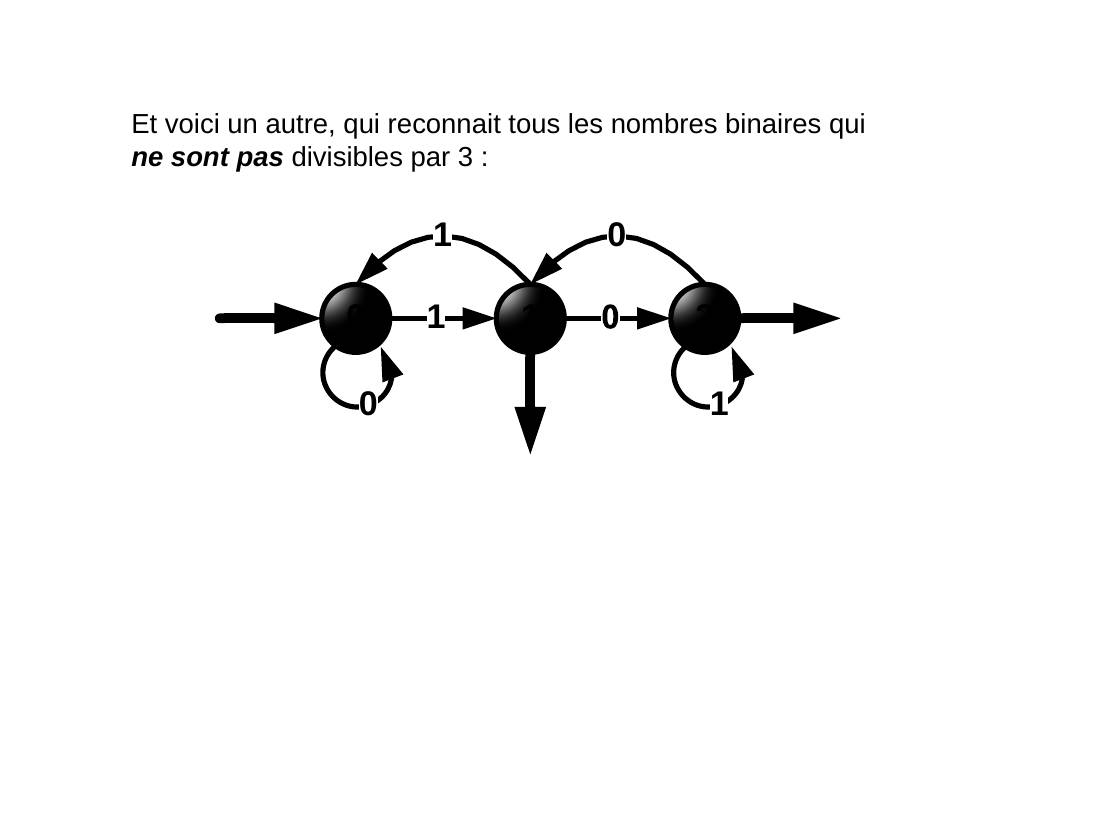 Et voici un autre, qui reconnait tous les nombres binaires qui
ne sont pas divisibles par 3 :
1 0
1 0
0 1